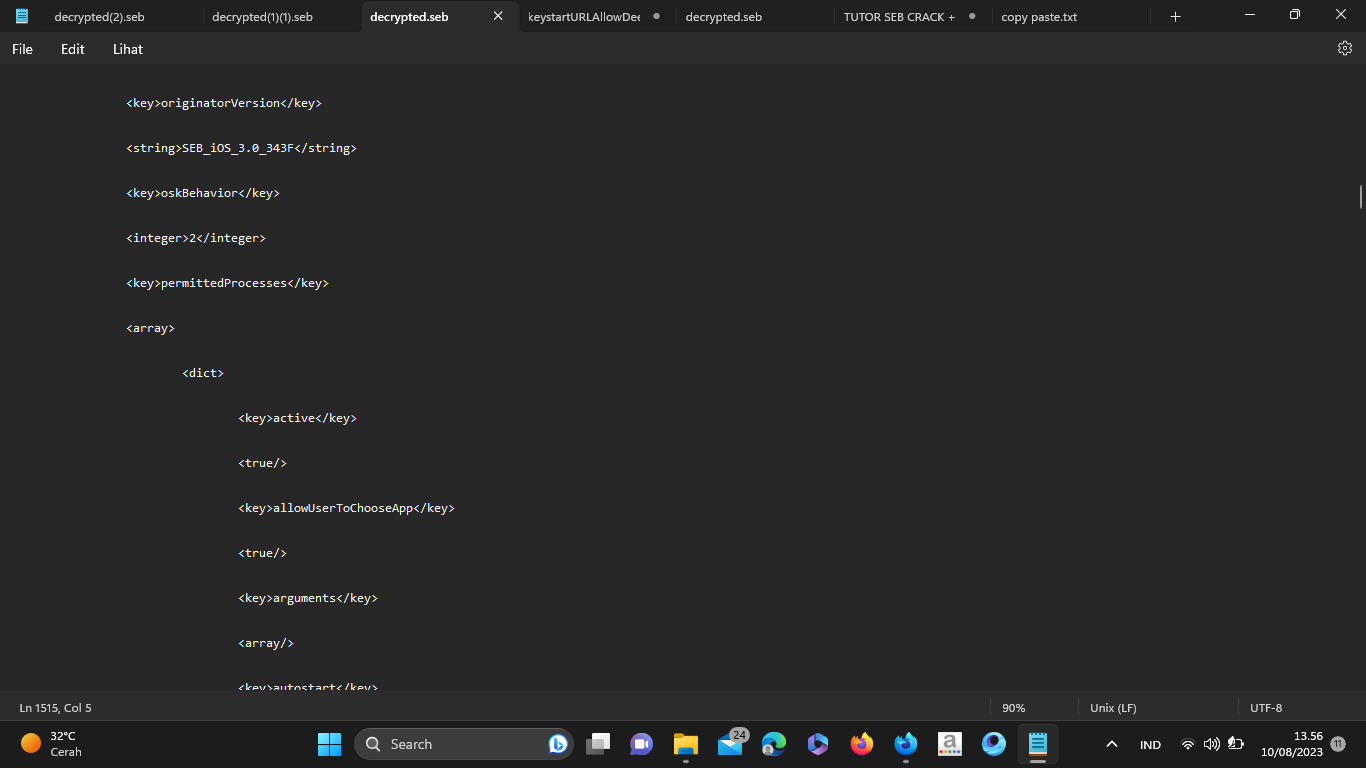 decrypted(2).seb
decrypted(1)(1).seb
decrypted.seb
keystartURLAllowDee
decrypted.seb
TUTOR SEB CRACK +
copy paste.txt
File
Edit
Lihat
<key>originatorVersion</key>
<string>SEB_iOS_3.0_343F</string>
<key>oskBehavior</key>
<integer>2</integer>
<key>permittedProcesses</key>
<array>
<dict>
<key>active</key>
<true/>
<key>allowUserToChooseApp</key>
<true/>
<key>arguments</key>
<array/>
<key>autostart</key>
Ln 1515, Col 5
90%
Unix (LF)
UTF-8
32°C
Cerah
Search
24
IND
13.56
10/08/2023
11